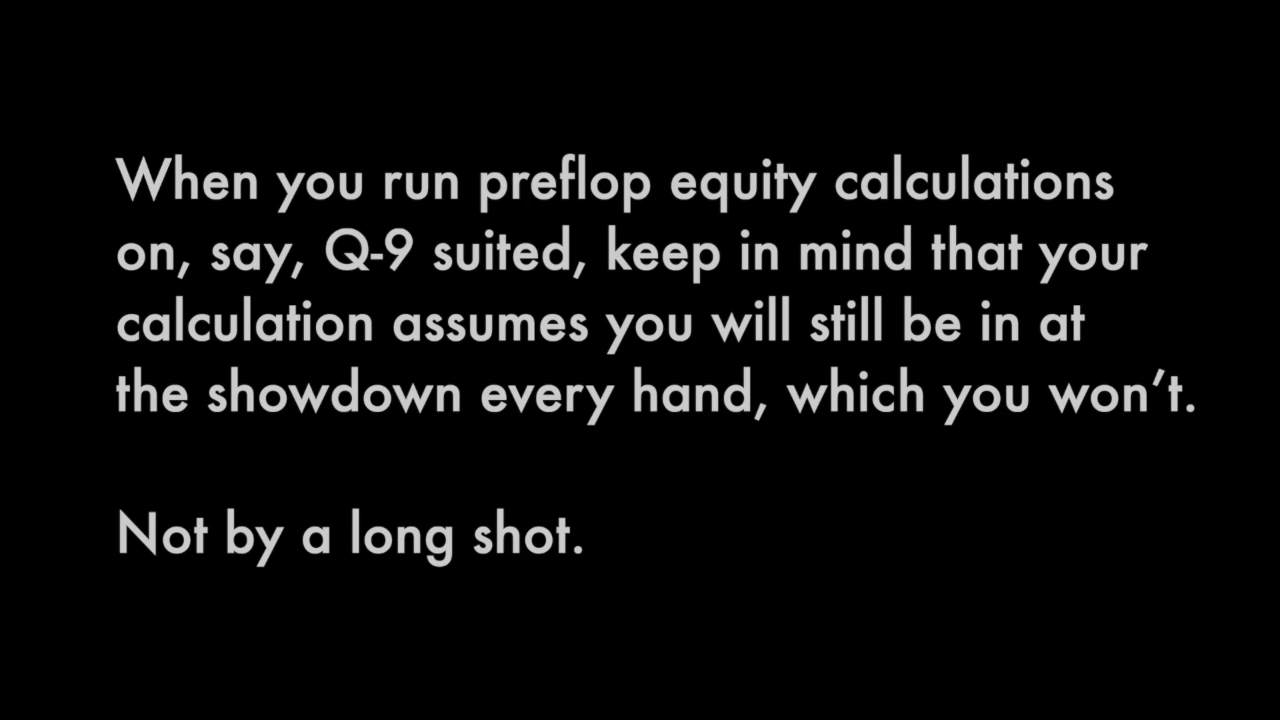 When you run preflop equity calculations
on, say, Q-9 suited, keep in mind that your
calculation assumes you will still be in at
the showdown every hand, which you won’t.
Not by a long shot.